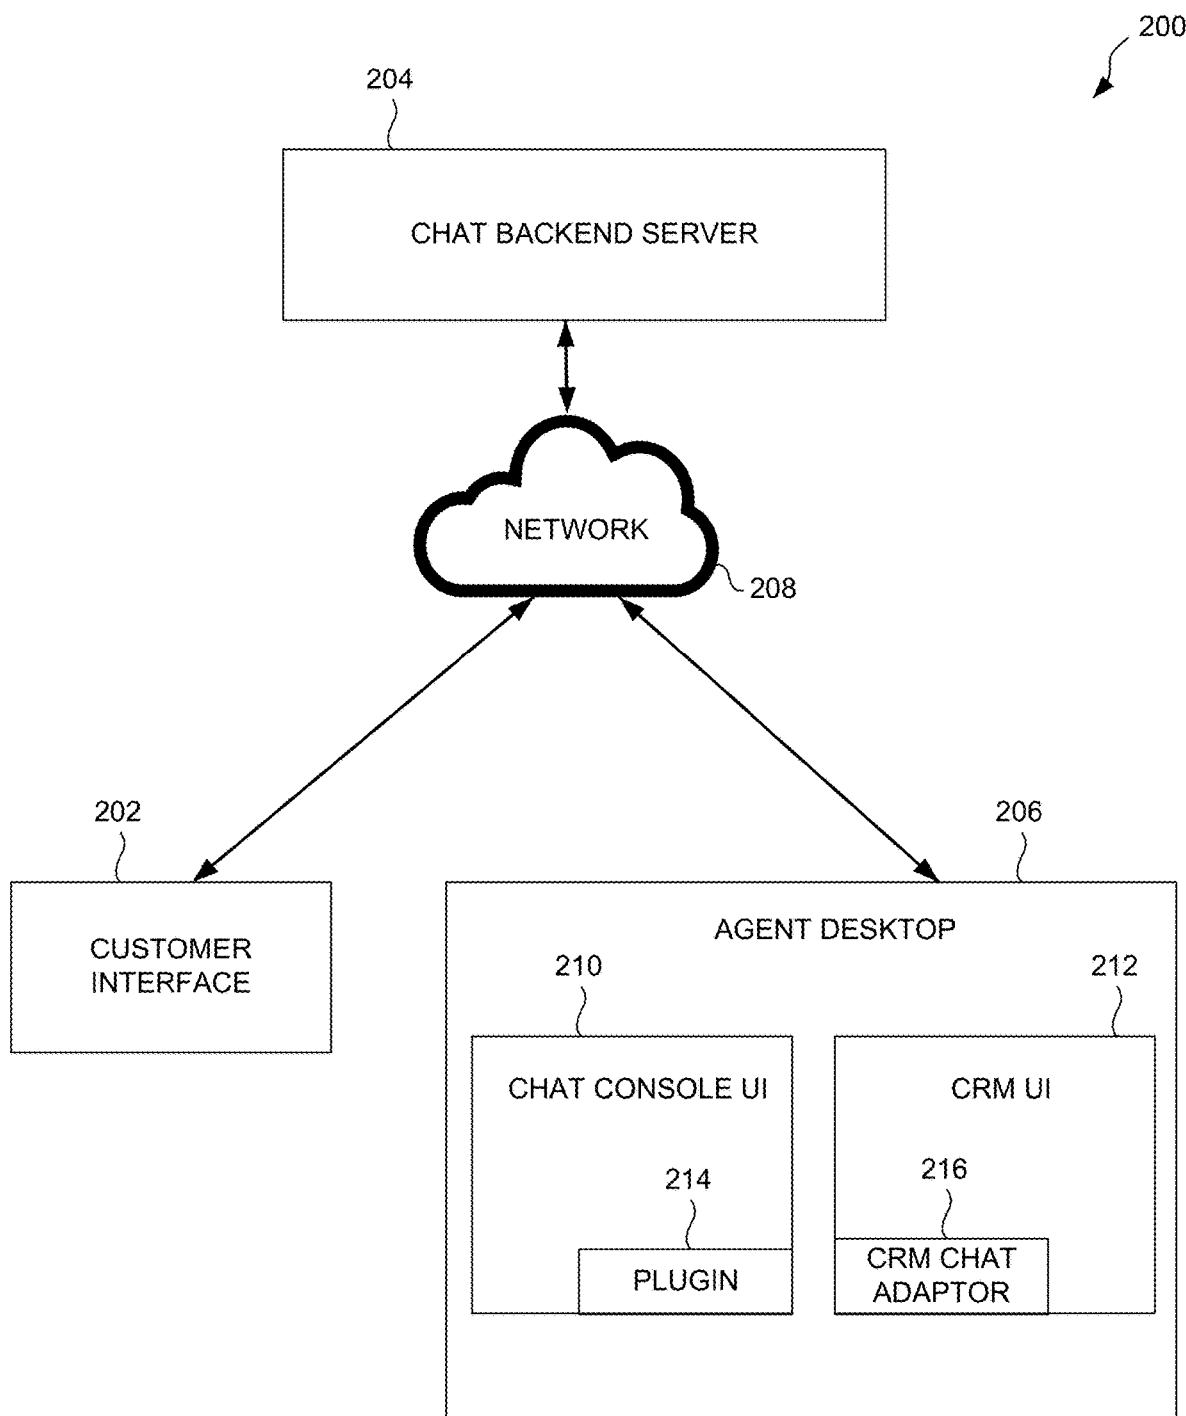 200
204
CHAT BACKEND SERVER
NETWORK
208
202
206
CUSTOMER
INTERFACE
AGENT DESKTOP
210
212
CHAT CONSOLE UI
CRM UI
214
216
PLUGIN
CRM CHAT
ADAPTOR